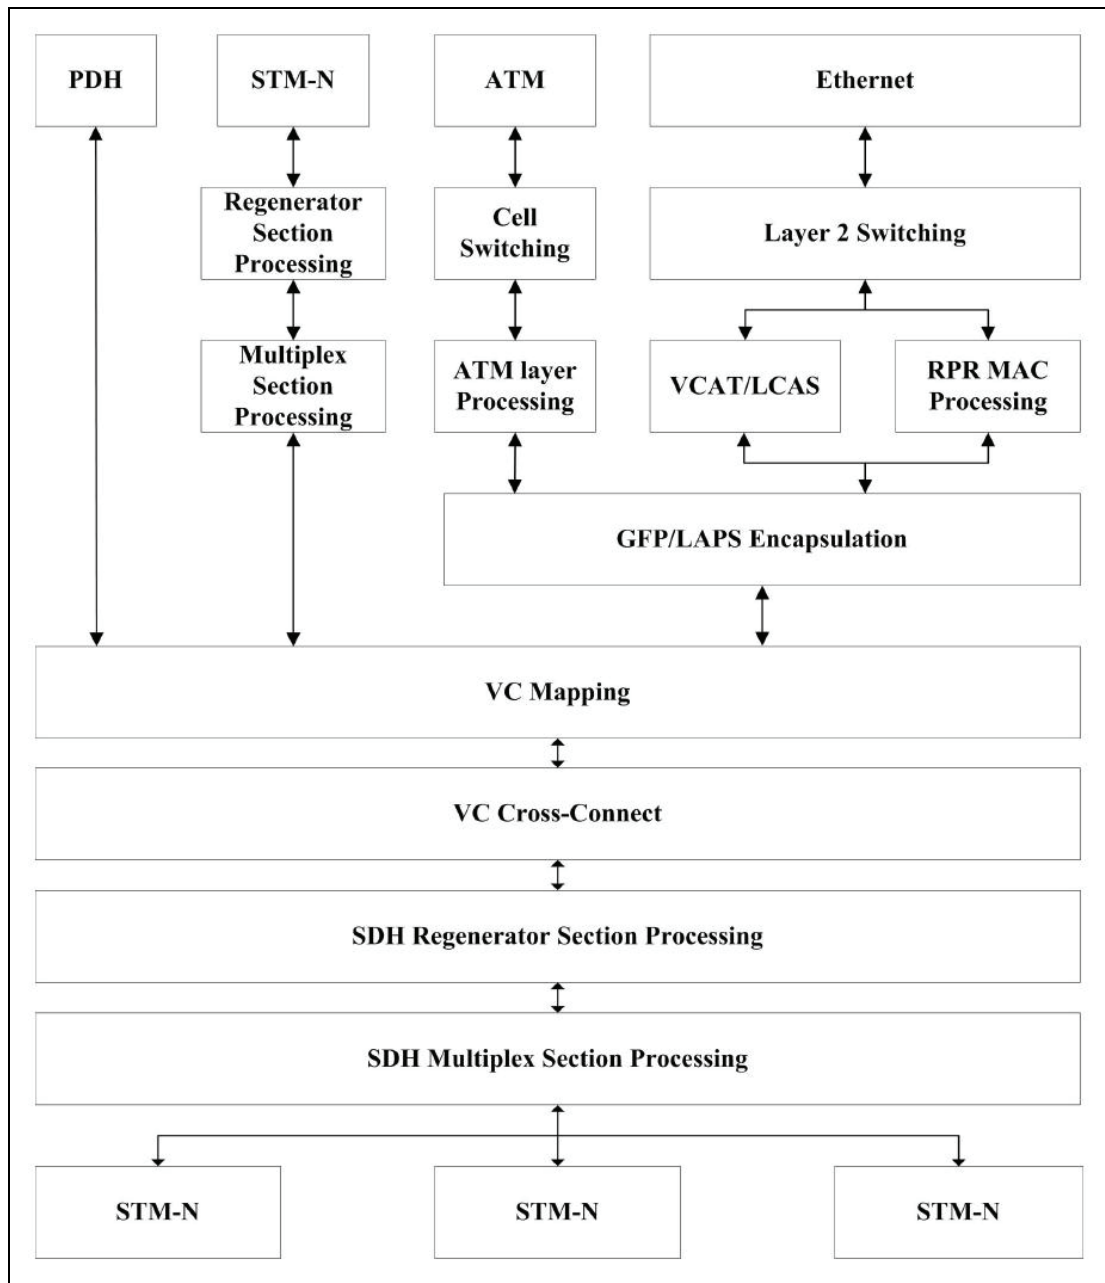 PDH
STM-N
ATM
Ethernet
Regenerator
Section
Processing
Cell
Switching
Layer 2 Switching
Multiplex
Section
Processing
ATM layer
Processing
VCAT/LCAS
RPR MAC
Processing
GFP/LAPS Encapsulation
VC Mapping
VC Cross-Connect
SDH Regenerator Section Processing
SDH Multiplex Section Processing
STM-N
STM-N
STM-N